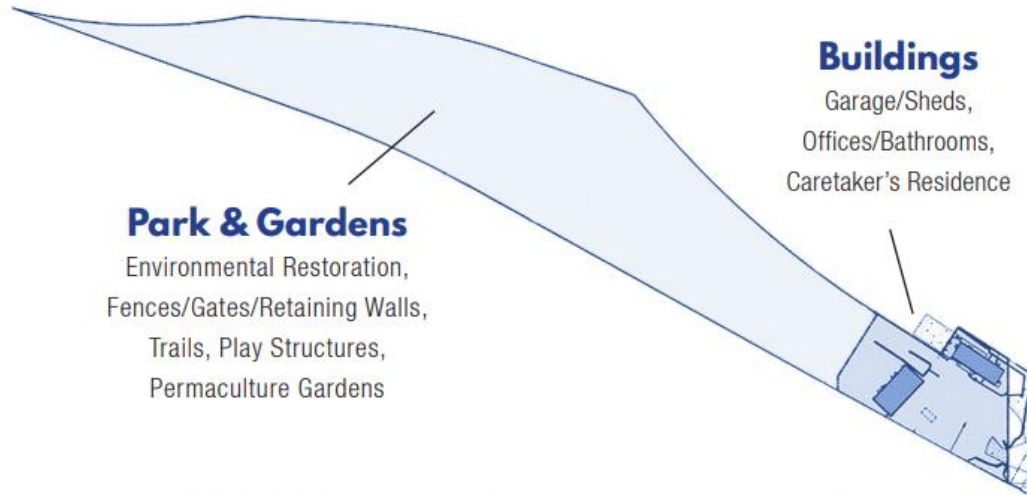 Buildings
Garage/Sheds,
Offices/Bathrooms,
Caretaker's Residence
Park & Gardens
Environmental Restoration,
Fences/Gates/Retaining Walls,
Trails, Play Structures,
Permaculture Gardens